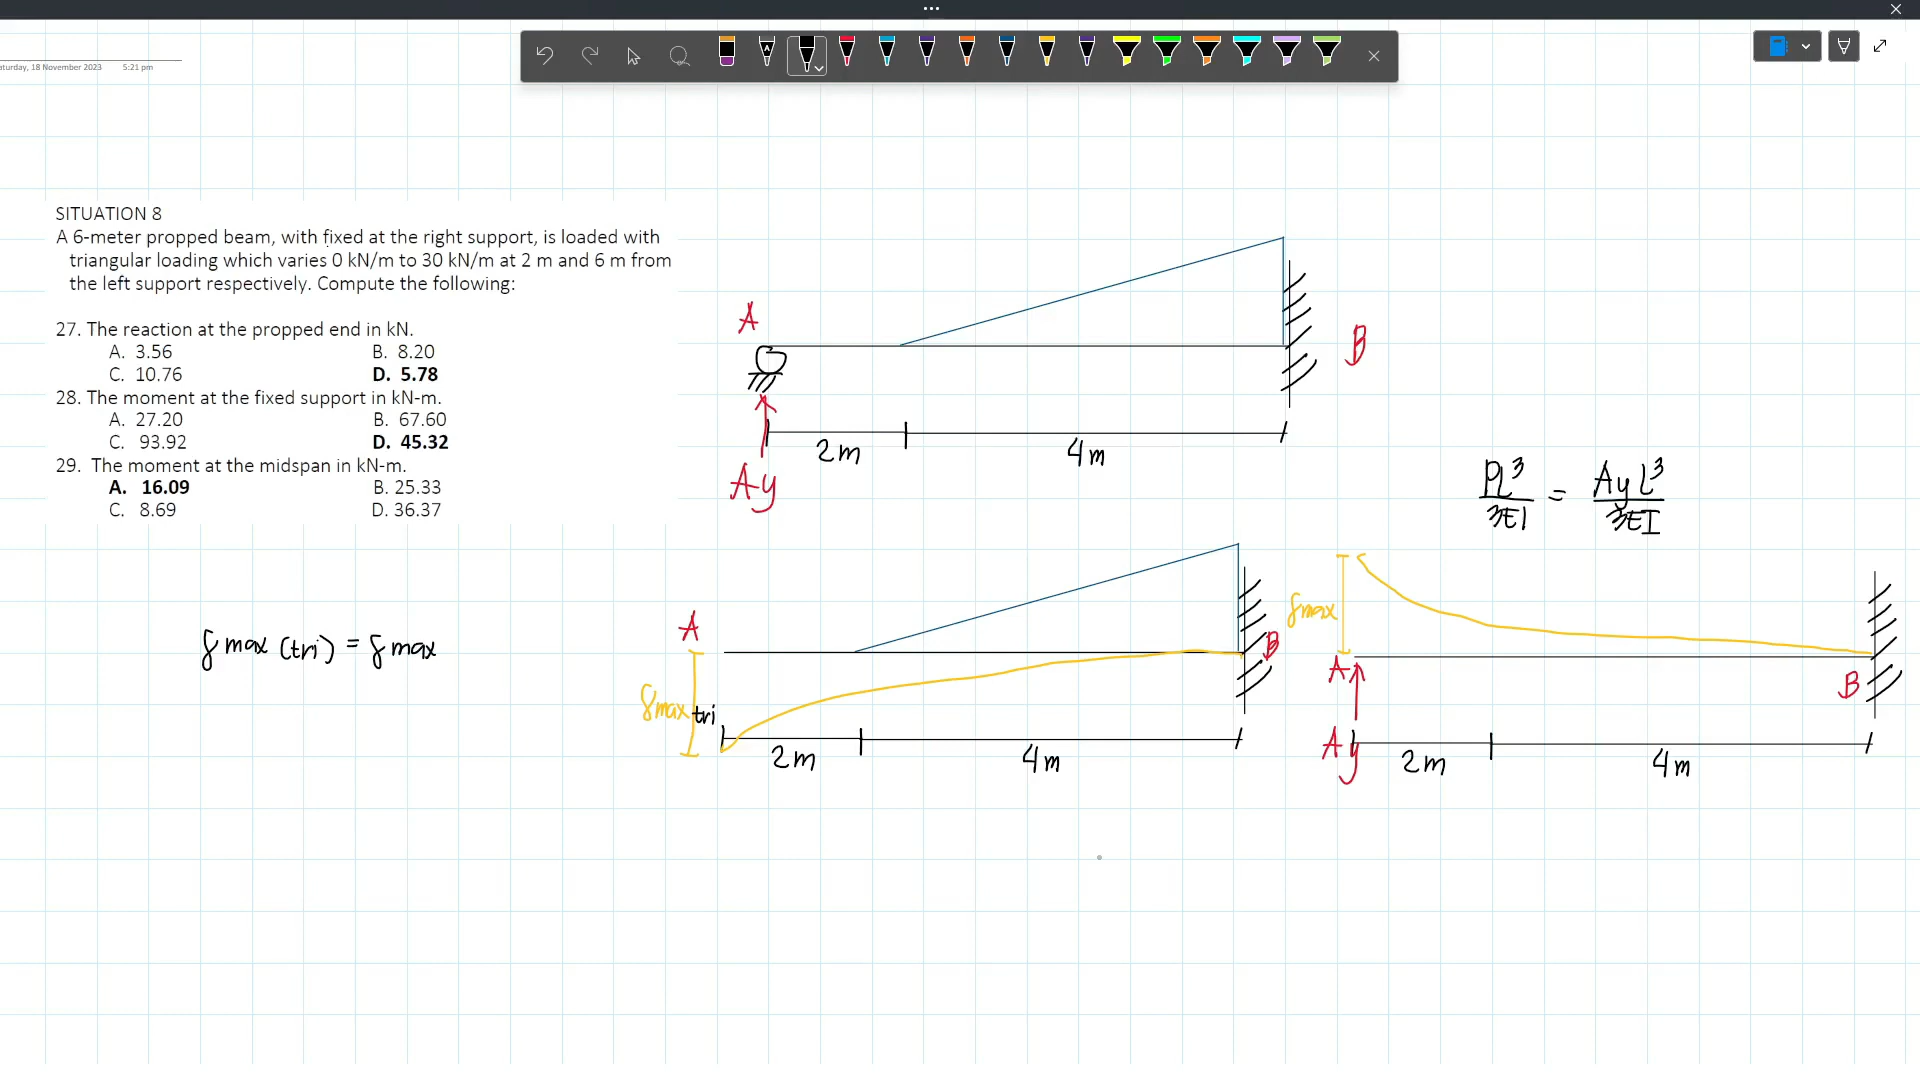 aturday, 18 November 2023 5:21 pm
SITUATION 8
A 6-meter propped beam, with fixed at the right support, is loaded with
triangular loading which varies 0 kN/m to 30 kN/m at 2 m and 6 m from
the left support respectively. Compute the following:
27. The reaction at the propped end in kN.
A. 3.56 B. 8.20
C. 10.76 D. 5.78
28. The moment at the fixed support in kN-m.
A. 27.20 B. 67.60
C. 93.92 D. 45.32
29. The moment at the midspan in kN-m.
A. 16.09 B. 25.33
C. 8.69 D. 36.37
A
B
2m 4m
Ay
PL³/3EI = Ay L³/3EI
δmax (tri) = δmax
A
B
δmax tri
2m 4m
δmax
A
B
Ay
2m 4m